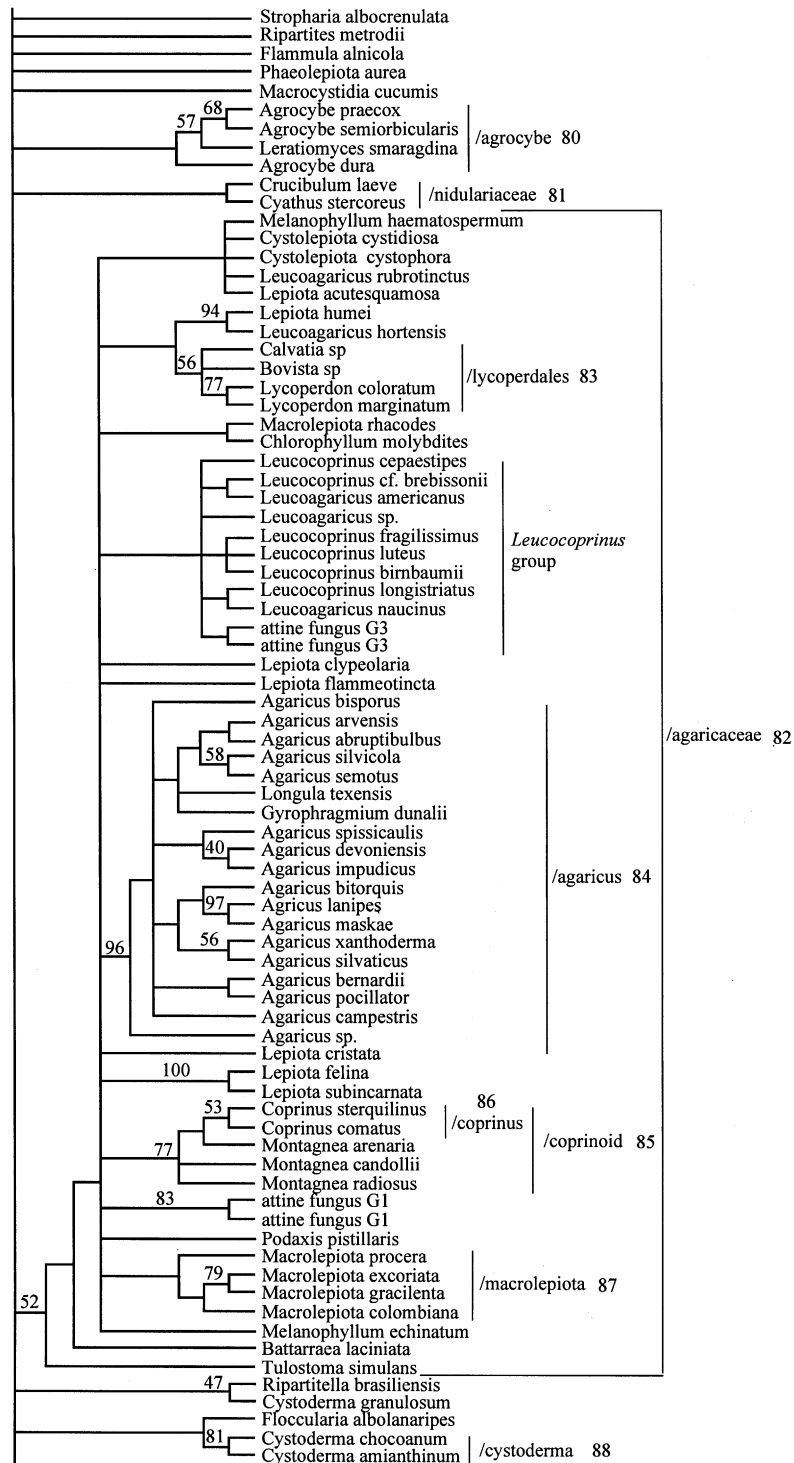 Stropharia albocrenulata
Ripartites metrodii
Flammula alnicola
Phaeolepiota aurea
Macrocystidia cucumis
68 Agrocybe praecox
57 Agrocybe semiorbicularis
/agrocybe 80
Leratiomyces smaragdina
Agrocybe dura
Crucibulum laeve
/nidulariaceae 81
Cyathus stercoreus
Melanophyllum haematospermum
Cystolepiota cystidiosa
Cystolepiota cystophora
Leucoagaricus rubrotinctus
Lepiota acutesquamosa
94 Lepiota humei
Leucoagaricus hortensis
Calvatia sp
56 Bovista sp
/lycoperdales 83
77 Lycoperdon coloratum
Lycoperdon marginatum
Macrolepiota rhacodes
Chlorophyllum molybdites
Leucocoprinus cepaestipes
Leucocoprinus cf. brebissonii
Leucoagaricus americanus
Leucoagaricus sp.
Leucocoprinus fragilissimus
Leucocoprinus luteus
Leucocoprinus birnbaumii
Leucocoprinus
group
Leucocoprinus longistriatus
Leucoagaricus naucinus
attine fungus G3
attine fungus G3
Lepiota clypeolaria
Lepiota flammeotincta
Agaricus bisporus
Agaricus arvensis
Agaricus abruptibulbus
/agaricaceae 82
58 Agaricus silvicola
Agaricus semotus
Longula texensis
Gyrophragmium dunalii
Agaricus spissicaulis
40 Agaricus devoniensis
Agaricus impudicus
/agaricus 84
Agaricus bitorquis
97 Agricus lanipes
Agaricus maskae
56 Agaricus xanthoderma
96 Agaricus silvaticus
Agaricus bernardii
Agaricus pocillator
Agaricus campestris
Agaricus sp.
Lepiota cristata
100 Lepiota felina
Lepiota subincarnata
53 Coprinus sterquilinus
86
/coprinus
Coprinus comatus
77 Montagnea arenaria
/coprinoid 85
Montagnea candollii
Montagnea radiosus
83 attine fungus G1
attine fungus G1
Podaxis pistillaris
Macrolepiota procera
79 Macrolepiota excoriata
/macrolepiota 87
Macrolepiota gracilenta
Macrolepiota colombiana
52 Melanophyllum echinatum
Battarraea laciniata
Tulostoma simulans
47 Ripartitella brasiliensis
Cystoderma granulosum
Floccularia albolanaripes
81 Cystoderma chocoanum
/cystoderma 88
Cystoderma amianthinum